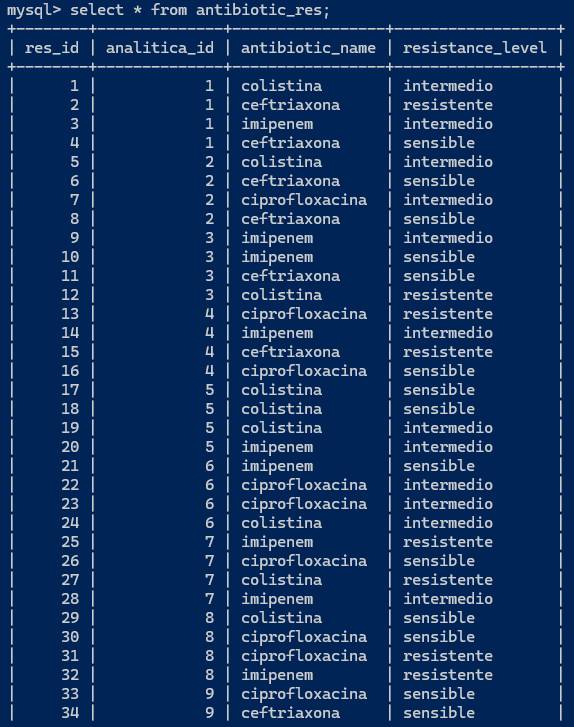 mysql> select * from antibiotic_res;
+--------+--------------+-----------------+------------------+
| res_id | analitica_id | antibiotic_name | resistance_level |
+--------+--------------+-----------------+------------------+
|      1 |            1 | colistina       | intermedio       |
|      2 |            1 | ceftriaxona     | resistente       |
|      3 |            1 | imipenem        | intermedio       |
|      4 |            1 | ceftriaxona     | sensible         |
|      5 |            2 | colistina       | intermedio       |
|      6 |            2 | ceftriaxona     | sensible         |
|      7 |            2 | ciprofloxacina  | intermedio       |
|      8 |            2 | ceftriaxona     | sensible         |
|      9 |            3 | imipenem        | intermedio       |
|     10 |            3 | imipenem        | sensible         |
|     11 |            3 | ceftriaxona     | sensible         |
|     12 |            3 | colistina       | resistente       |
|     13 |            4 | ciprofloxacina  | resistente       |
|     14 |            4 | imipenem        | intermedio       |
|     15 |            4 | ceftriaxona     | resistente       |
|     16 |            4 | ciprofloxacina  | sensible         |
|     17 |            5 | colistina       | sensible         |
|     18 |            5 | colistina       | sensible         |
|     19 |            5 | colistina       | intermedio       |
|     20 |            5 | imipenem        | intermedio       |
|     21 |            6 | imipenem        | sensible         |
|     22 |            6 | ciprofloxacina  | intermedio       |
|     23 |            6 | ciprofloxacina  | intermedio       |
|     24 |            6 | colistina       | intermedio       |
|     25 |            7 | imipenem        | resistente       |
|     26 |            7 | ciprofloxacina  | sensible         |
|     27 |            7 | colistina       | resistente       |
|     28 |            7 | imipenem        | intermedio       |
|     29 |            8 | colistina       | sensible         |
|     30 |            8 | ciprofloxacina  | sensible         |
|     31 |            8 | ciprofloxacina  | resistente       |
|     32 |            8 | imipenem        | resistente       |
|     33 |            9 | ciprofloxacina  | sensible         |
|     34 |            9 | ceftriaxona     | sensible         |